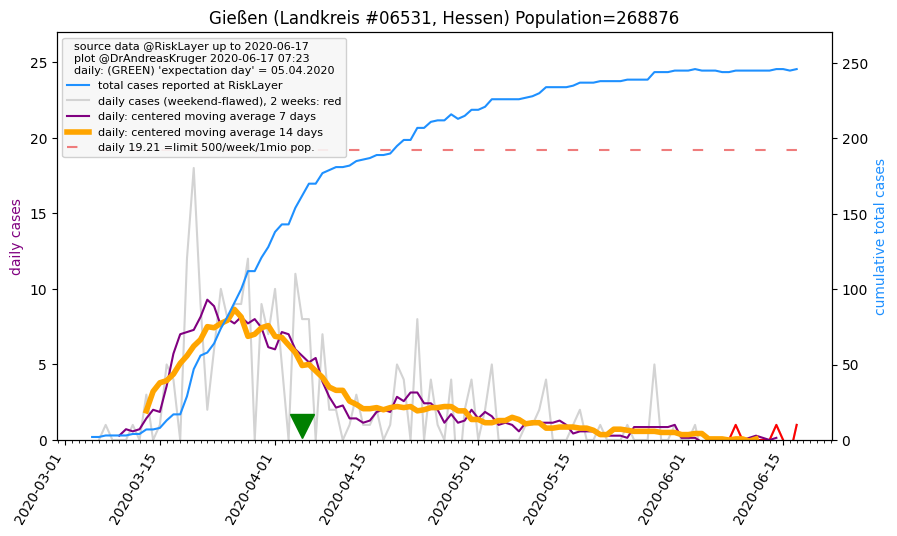 Gießen (Landkreis #06531, Hessen) Population=268876
source data @RiskLayer up to 2020-06-17
plot @DrAndreasKruger 2020-06-17 07:23
daily: (GREEN) 'expectation day' = 05.04.2020
total cases reported at RiskLayer
daily cases (weekend-flawed), 2 weeks: red
daily: centered moving average 7 days
daily: centered moving average 14 days
daily 19.21 =limit 500/week/1mio pop.
daily cases
25
20
15
10
5
0
cumulative total cases
250
200
150
100
50
0
2020-03-01
2020-03-15
2020-04-01
2020-04-15
2020-05-01
2020-05-15
2020-06-01
2020-06-15